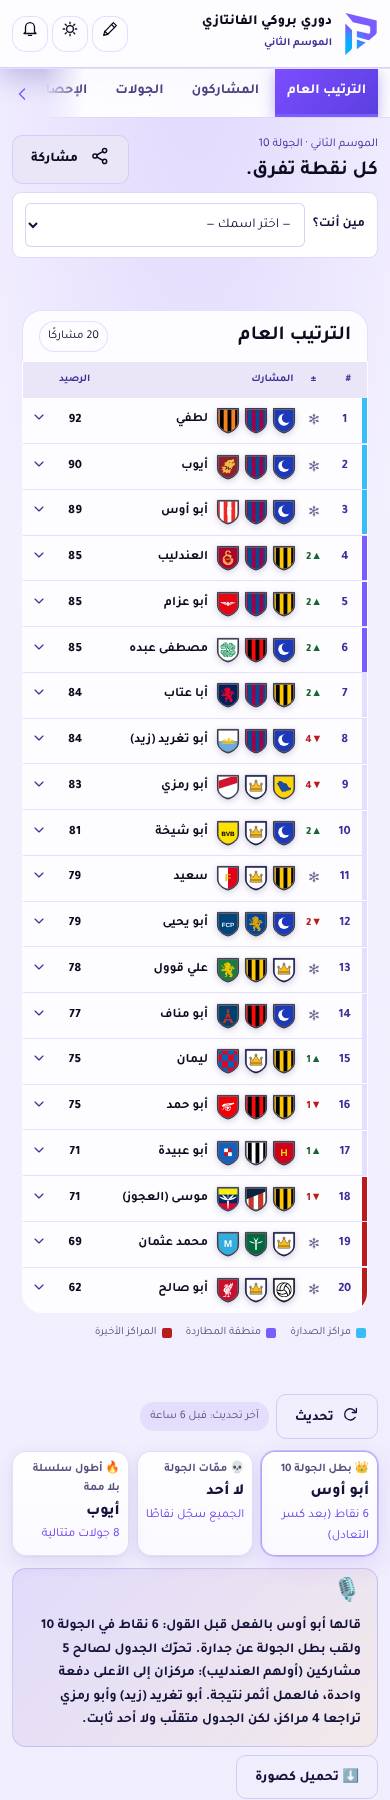 دوري بروكي الفانتازي
الموسم الثاني
الترتيب العام المشاركون الجولات الإحصا
الموسم الثاني · الجولة 10
كل نقطة تفرق.
مشاركة
مين أنت؟ – اختر اسمك –
الترتيب العام 20 مشاركًا
# ± المشارك الرصيد
1 لطفي 92
2 أيوب 90
3 أبو أوس 89
4 ▲2 العندليب 85
5 ▲2 أبو عزام 85
6 ▲2 مصطفى عبده 85
7 ▲2 أبا عتاب 84
8 ▼4 أبو تغريد (زيد) 84
9 ▼4 أبو رمزي 83
10 ▲2 BVB أبو شيخة 81
11 سعيد 79
12 ▼2 FCP أبو يحيى 79
13 علي قوول 78
14 أبو مناف 77
15 ▲1 ليمان 75
16 ▼1 أبو حمد 75
17 ▲1 H أبو عبيدة 71
18 ▼1 موسى (العجوز) 71
19 M محمد عثمان 69
20 أبو صالح 62
مراكز الصدارة منطقة المطاردة المراكز الأخيرة
تحديث آخر تحديث: قبل 6 ساعة
👑 بطل الجولة 10
أبو أوس
6 نقاط (بعد كسر
التعادل)
💀 ممّات الجولة
لا أحد
الجميع سجّل نقاطًا
🔥 أطول سلسلة
بلا ممة
أيوب
8 جولات متتالية
قالها أبو أوس بالفعل قبل القول: 6 نقاط في الجولة 10
ولقب بطل الجولة عن جدارة. تحرّك الجدول لصالح 5
مشاركين (أولهم العندليب): مركزان إلى الأعلى دفعة
واحدة، فالعمل أثمر نتيجة. أبو تغريد (زيد) وأبو رمزي
تراجعا 4 مراكز، لكن الجدول متقلّب ولا أحد ثابت.
⬇️ تحميل كصورة